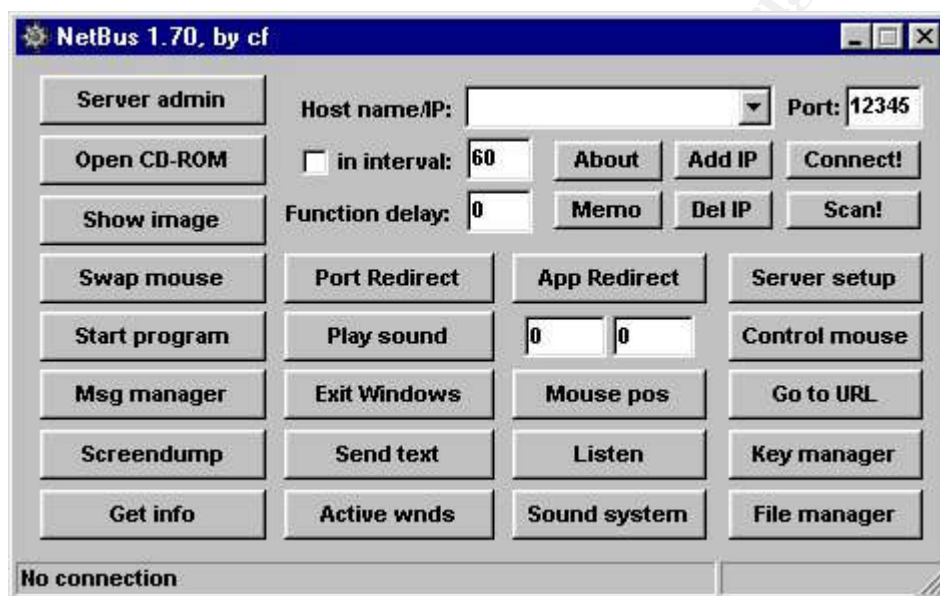 NetBus 1.70, by cf
Server admin
Host name/IP:
Port: 12345
Open CD-ROM
in interval: 60
About
Add IP
Connect!
Show image
Function delay: 0
Memo
Del IP
Scan!
Swap mouse
Port Redirect
App Redirect
Server setup
Start program
Play sound
0
0
Control mouse
Msg manager
Exit Windows
Mouse pos
Go to URL
Screendump
Send text
Listen
Key manager
Get info
Active wnds
Sound system
File manager
No connection